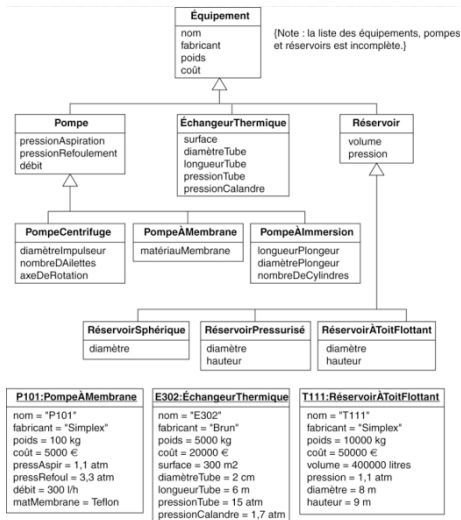 Équipement
nom
fabricant
poids
coût
{Note : la liste des équipements, pompes
et réservoirs est incomplète.}
Pompe
pressionAspiration
pressionRefoulement
débit
ÉchangeurThermique
surface
diamètreTube
longueurTube
pressionTube
pressionCalandre
Réservoir
volume
pression
PompeCentrifuge
diamètreImpulseur
nombreDAilettes
axeDeRotation
PompeÀMembrane
matériauMembrane
PompeÀImmersion
longueurPlongeur
diamètrePlongeur
nombreDeCylindres
RéservoirSphérique
diamètre
RéservoirPressurisé
diamètre
hauteur
RéservoirÀToitFlottant
diamètre
hauteur
P101:PompeÀMembrane
nom = "P101"
fabricant = "Simplex"
poids = 100 kg
coût = 5000 €
pressAspir = 1,1 atm
pressRefoul = 3,3 atm
débit = 300 l/h
matMembrane = Teflon
E302:ÉchangeurThermique
nom = "E302"
fabricant = "Brun"
poids = 5000 kg
coût = 20000 €
surface = 300 m2
diamètreTube = 2 cm
longueurTube = 6 m
pressionTube = 15 atm
pressionCalandre = 1,7 atm
T111:RéservoirÀToitFlottant
nom = "T111"
fabricant = "Simplex"
poids = 10000 kg
coût = 50000 €
volume = 400000 litres
pression = 1,1 atm
diamètre = 8 m
hauteur = 9 m